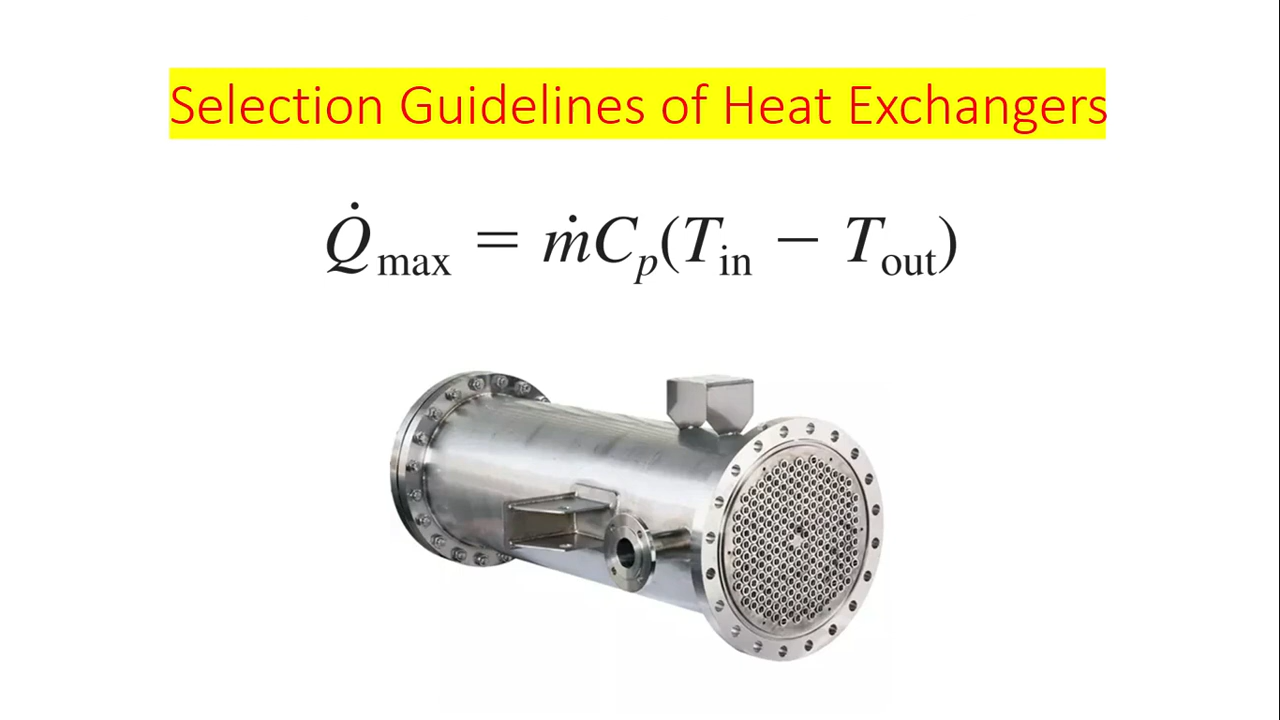 Selection Guidelines of Heat Exchangers
Q̇max = ṁCp(Tin − Tout)